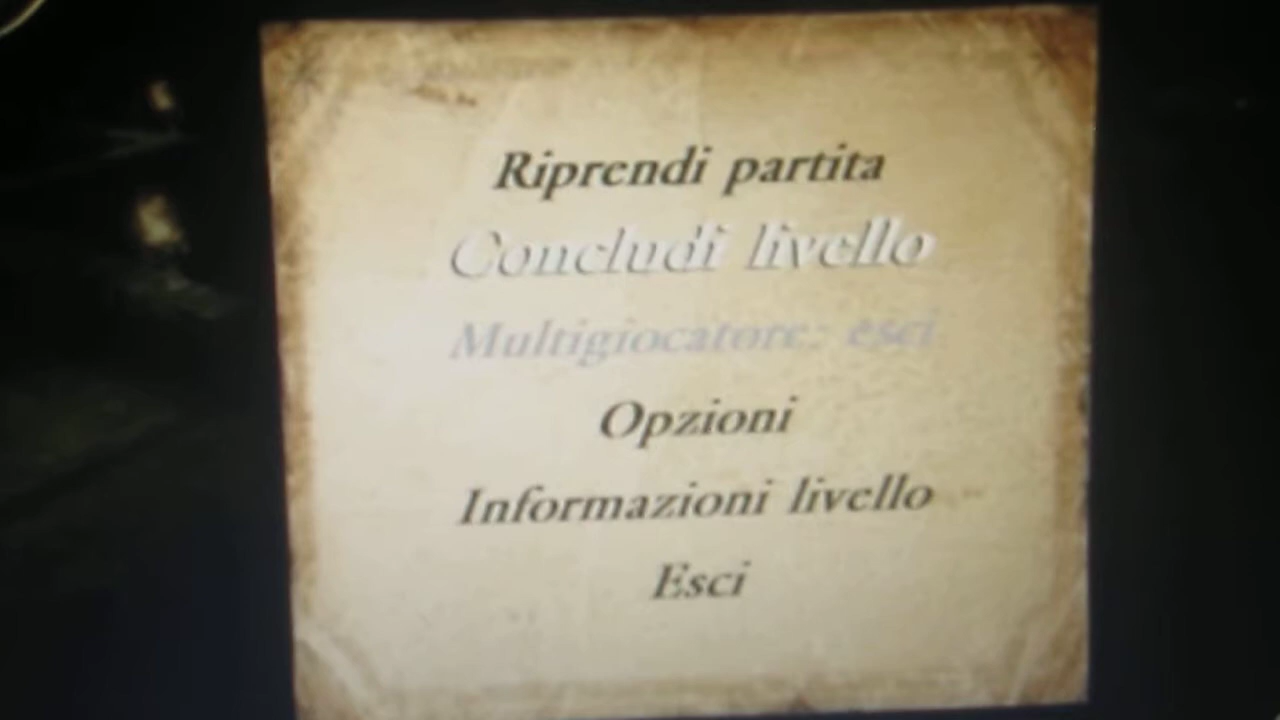 Riprendi partita
Concludi livello
Multigiocatore: esci
Opzioni
Informazioni livello
Esci